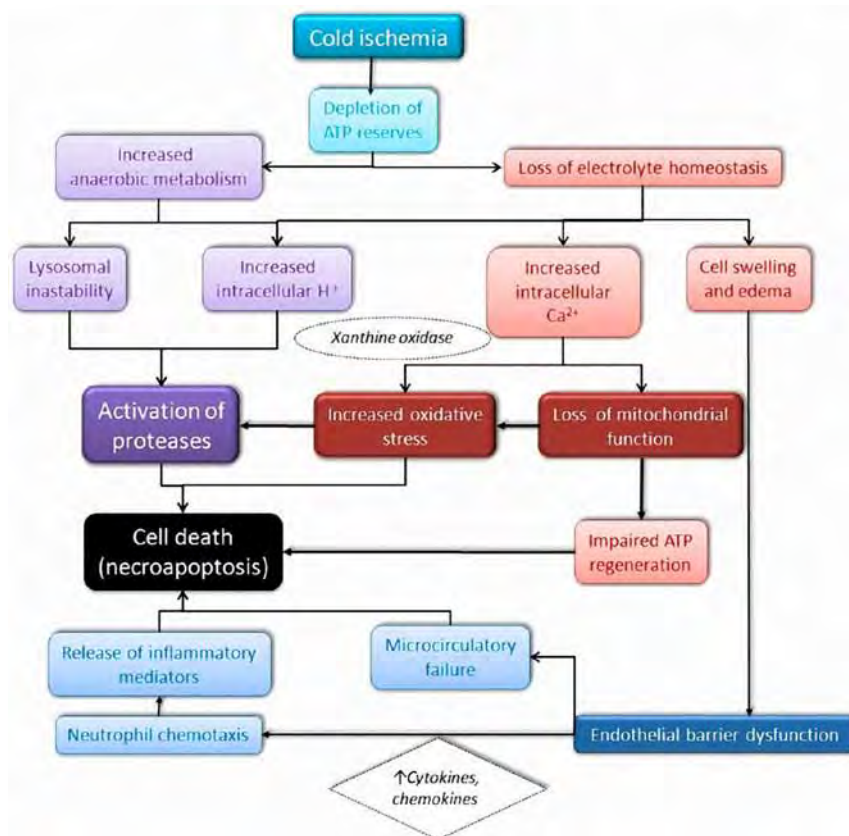 Cold ischemia
Depletion of
ATP reserves
Increased
anaerobic metabolism
Loss of electrolyte homeostasis
Lysosomal
inastability
Increased
intracellular H⁺
Increased
intracellular
Ca²⁺
Cell swelling
and edema
Xanthine oxidase
Activation of
proteases
Increased oxidative
stress
Loss of mitochondrial
function
Cell death
(necroapoptosis)
Impaired ATP
regeneration
Release of inflammatory
mediators
Microcirculatory
failure
Neutrophil chemotaxis
Endothelial barrier dysfunction
↑Cytokines,
chemokines